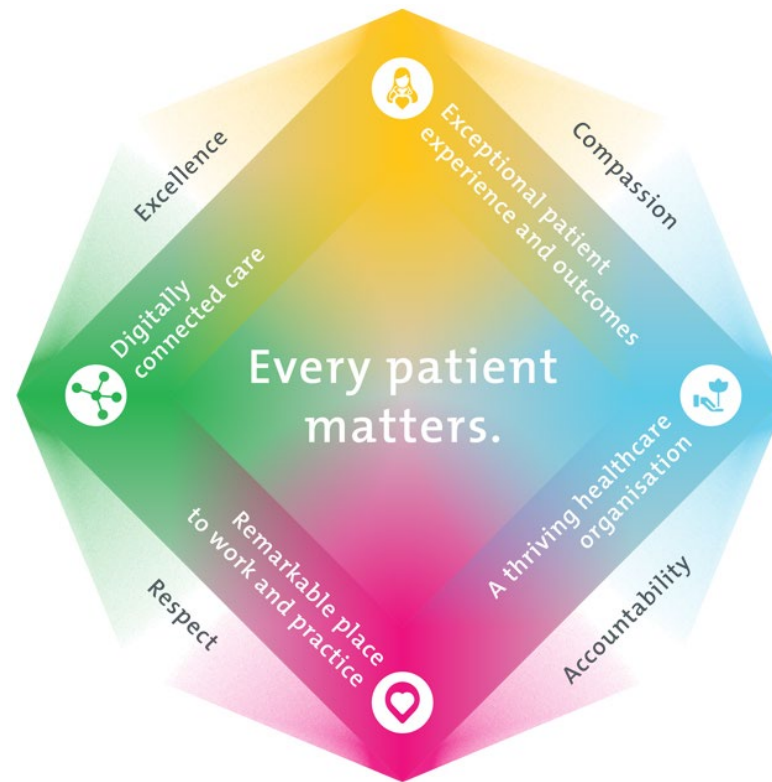 Excellence
Compassion
Exceptional patient
experience and outcomes
Digitally
connected care
Every patient
matters.
A thriving healthcare
organisation
Remarkable place
to work and practice
Respect
Accountability